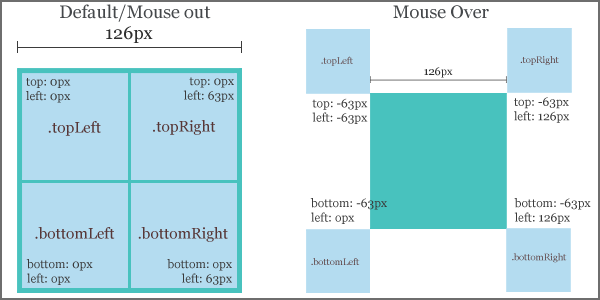 Default/Mouse out
126px
top: 0px
left: 0px
top: 0px
left: 63px
.topLeft
.topRight
.bottomLeft
.bottomRight
bottom: 0px
left: 0px
bottom: 0px
left: 63px
Mouse Over
.topLeft
.topRight
126px
top: -63px
left: -63px
top: -63px
left: 126px
bottom: -63px
left: 0px
bottom: -63px
left: 126px
.bottomLeft
.bottomRight